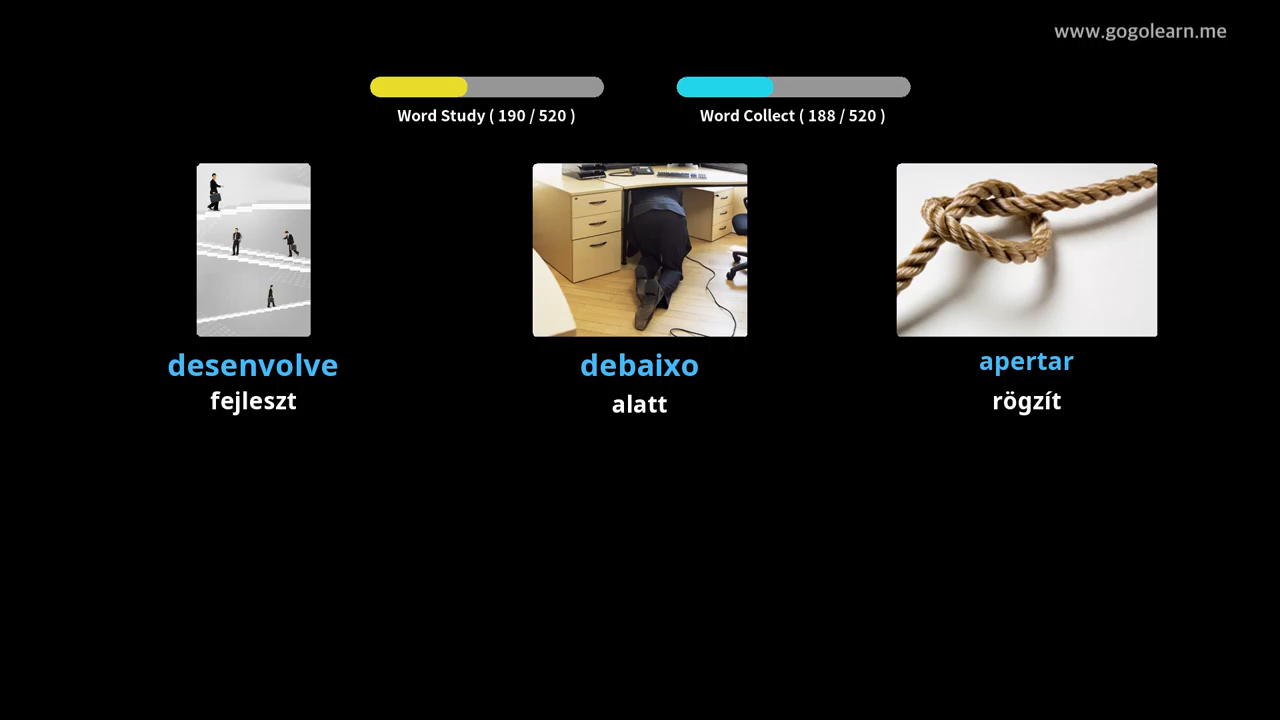 www.gogolearn.me
Word Study ( 190 / 520 )
Word Collect ( 188 / 520 )
desenvolve
fejleszt
debaixo
alatt
apertar
rögzít